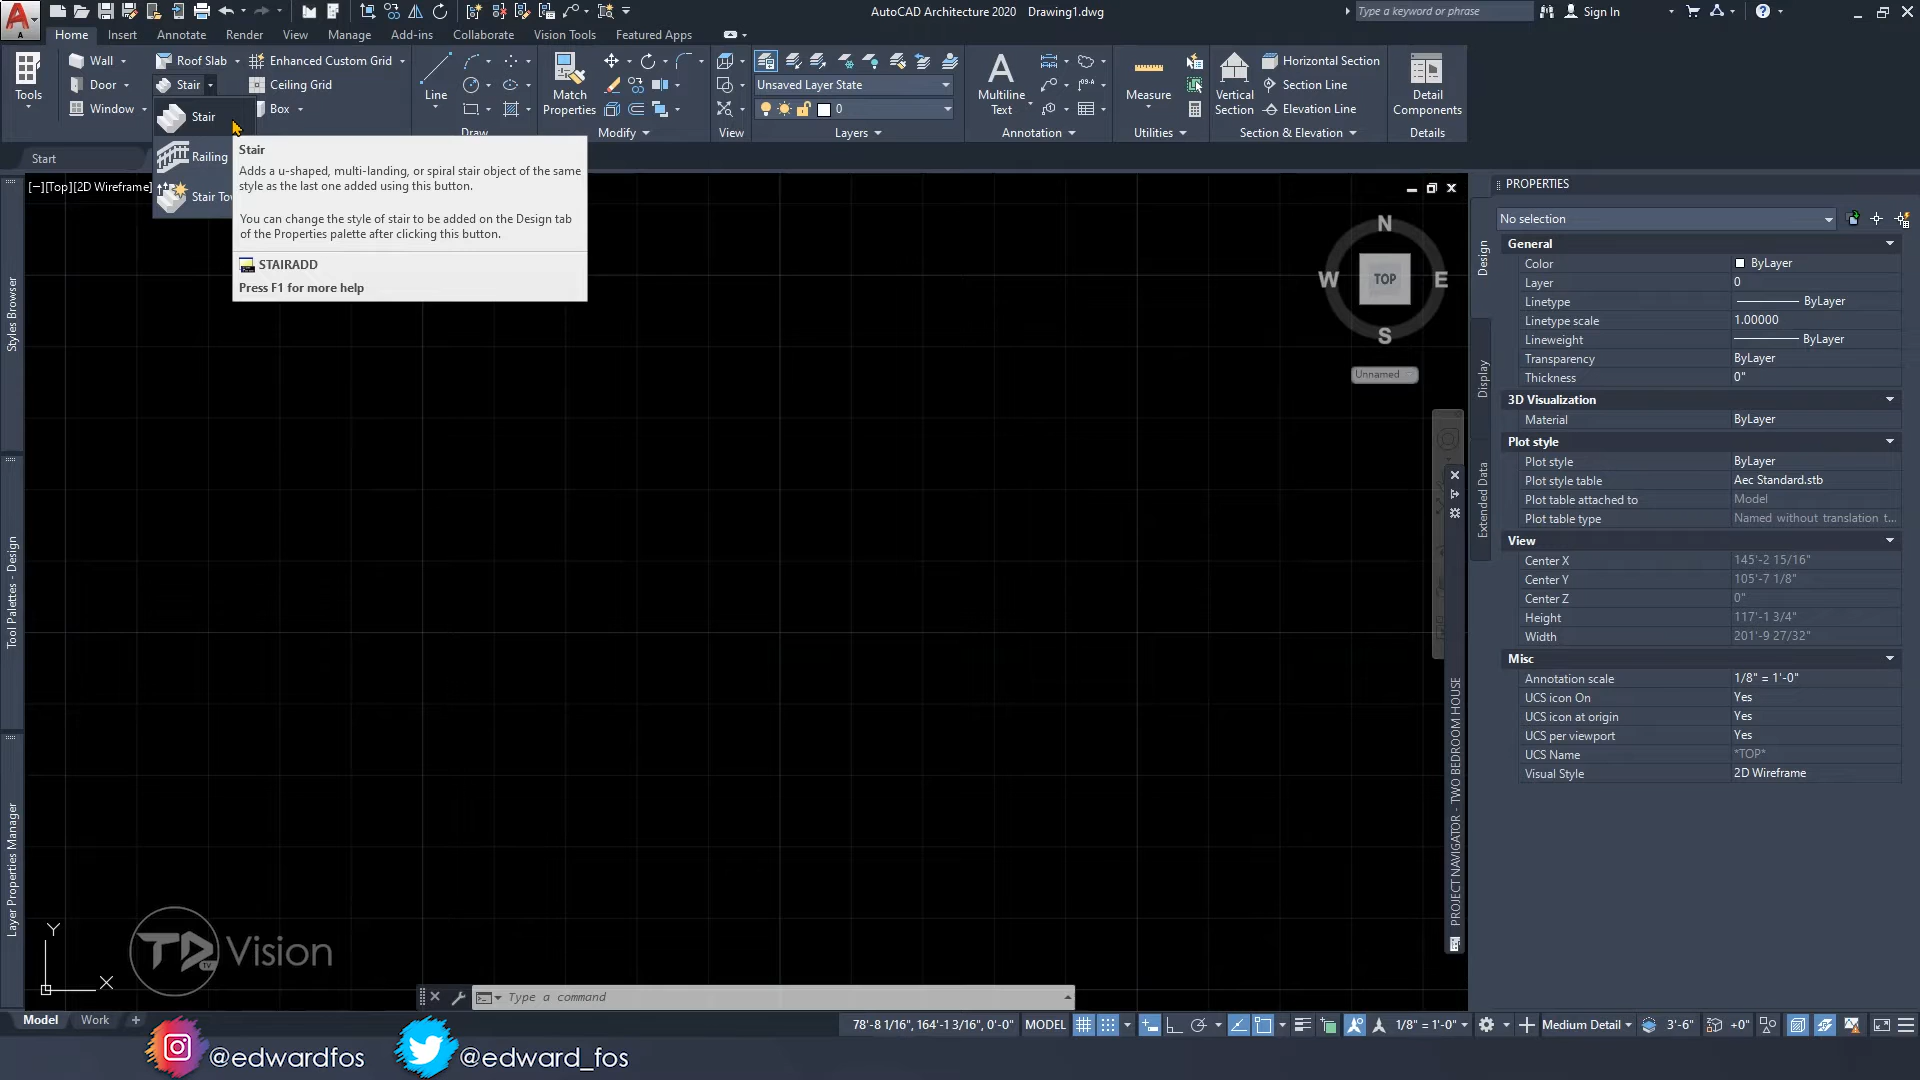 AutoCAD Architecture 2020 Drawing1.dwg
Type a keyword or phrase
Sign In
Home Insert Annotate Render View Manage Add-ins Collaborate Vision Tools Featured Apps
Tools
Wall
Door
Window
Roof Slab
Stair
Enhanced Custom Grid
Ceiling Grid
Box
Line
Draw
Match
Properties
Modify
View
Unsaved Layer State
0
Layers
Multiline
Text
Annotation
Measure
Utilities
Vertical
Section
Horizontal Section
Section Line
Elevation Line
Section & Elevation
Detail
Components
Details
Start
Stair
Railing
Stair To
Stair
Adds a u-shaped, multi-landing, or spiral stair object of the same
style as the last one added using this button.
You can change the style of stair to be added on the Design tab
of the Properties palette after clicking this button.
STAIRADD
Press F1 for more help
[−][Top][2D Wireframe]
Styles Browser
Tool Palettes - Design
Layer Properties Manager
N
W
TOP
E
S
Unnamed
PROJECT NAVIGATOR - TWO BEDROOM HOUSE
Design
Display
Extended Data
PROPERTIES
No selection
General
Color ByLayer
Layer 0
Linetype ByLayer
Linetype scale 1.00000
Lineweight ByLayer
Transparency ByLayer
Thickness 0"
3D Visualization
Material ByLayer
Plot style
Plot style ByLayer
Plot style table Aec Standard.stb
Plot table attached to Model
Plot table type Named without translation t...
View
Center X 145'-2 15/16"
Center Y 105'-7 1/8"
Center Z 0"
Height 117'-1 3/4"
Width 201'-9 27/32"
Misc
Annotation scale 1/8" = 1'-0"
UCS icon On Yes
UCS icon at origin Yes
UCS per viewport Yes
UCS Name *TOP*
Visual Style 2D Wireframe
Y
X
TD TV Vision
Type a command
Model Work +
78'-8 1/16", 164'-1 3/16", 0'-0" MODEL 1/8" = 1'-0" Medium Detail 3'-6" +0"
@edwardfos @edward_fos